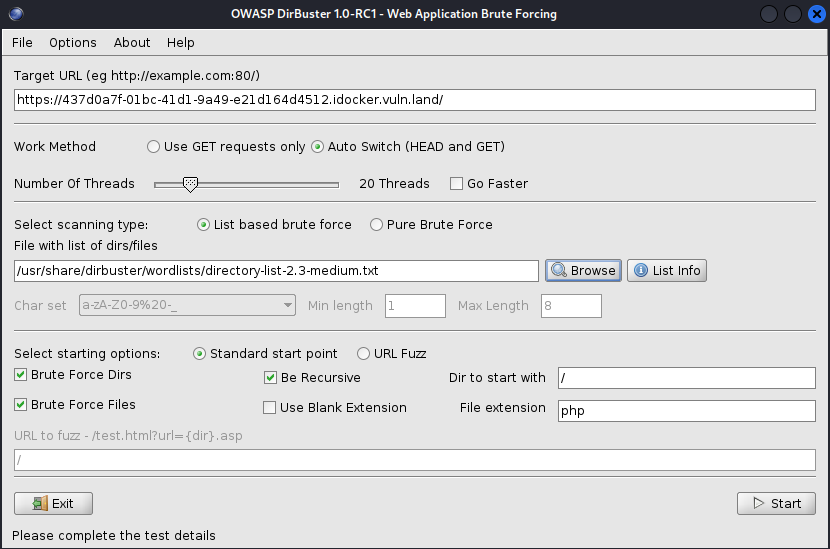 OWASP DirBuster 1.0-RC1 - Web Application Brute Forcing
File Options About Help
Target URL (eg http://example.com:80/)
https://437d0a7f-01bc-41d1-9a49-e21d164d4512.idocker.vuln.land/
Work Method Use GET requests only Auto Switch (HEAD and GET)
Number Of Threads 20 Threads Go Faster
Select scanning type: List based brute force Pure Brute Force
File with list of dirs/files
/usr/share/dirbuster/wordlists/directory-list-2.3-medium.txt Browse List Info
Char set a-zA-Z0-9%20-_ Min length 1 Max Length 8
Select starting options: Standard start point URL Fuzz
Brute Force Dirs Be Recursive Dir to start with /
Brute Force Files Use Blank Extension File extension php
URL to fuzz - /test.html?url={dir}.asp
/
Exit Start
Please complete the test details